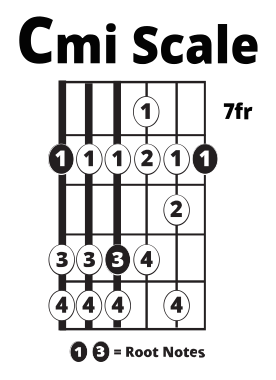 Cmi Scale
1 7fr
1 1 1 2 1 1
2
3 3 3 4
4 4 4 4
1 3 = Root Notes